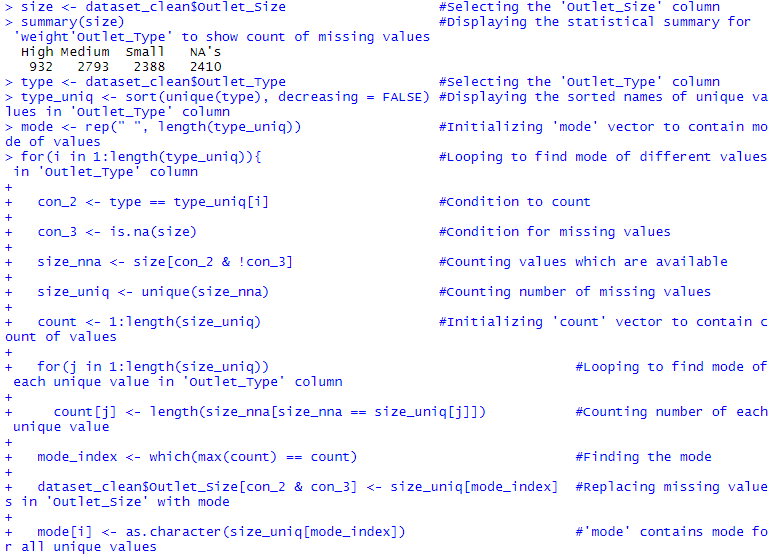 > size <- dataset_clean$Outlet_Size #Selecting the 'Outlet_Size' column
> summary(size) #Displaying the statistical summary for
'weight'Outlet_Type' to show count of missing values
High Medium Small NA's
932 2793 2388 2410
> type <- dataset_clean$Outlet_Type #Selecting the 'Outlet_Type' column
> type_uniq <- sort(unique(type), decreasing = FALSE) #Displaying the sorted names of unique va
lues in 'Outlet_Type' column
> mode <- rep(" ", length(type_uniq)) #Initializing 'mode' vector to contain mo
de of values
> for(i in 1:length(type_uniq)){ #Looping to find mode of different values
in 'Outlet_Type' column
+
+ con_2 <- type == type_uniq[i] #Condition to count
+
+ con_3 <- is.na(size) #Condition for missing values
+
+ size_nna <- size[con_2 & !con_3] #Counting values which are available
+
+ size_uniq <- unique(size_nna) #Counting number of missing values
+
+ count <- 1:length(size_uniq) #Initializing 'count' vector to contain c
ount of values
+
+ for(j in 1:length(size_uniq)) #Looping to find mode of
each unique value in 'Outlet_Type' column
+
+ count[j] <- length(size_nna[size_nna == size_uniq[j]]) #Counting number of each
unique value
+
+ mode_index <- which(max(count) == count) #Finding the mode
+
+ dataset_clean$Outlet_Size[con_2 & con_3] <- size_uniq[mode_index] #Replacing missing value
s in 'Outlet_Size' with mode
+
+ mode[i] <- as.character(size_uniq[mode_index]) #'mode' contains mode fo
r all unique values